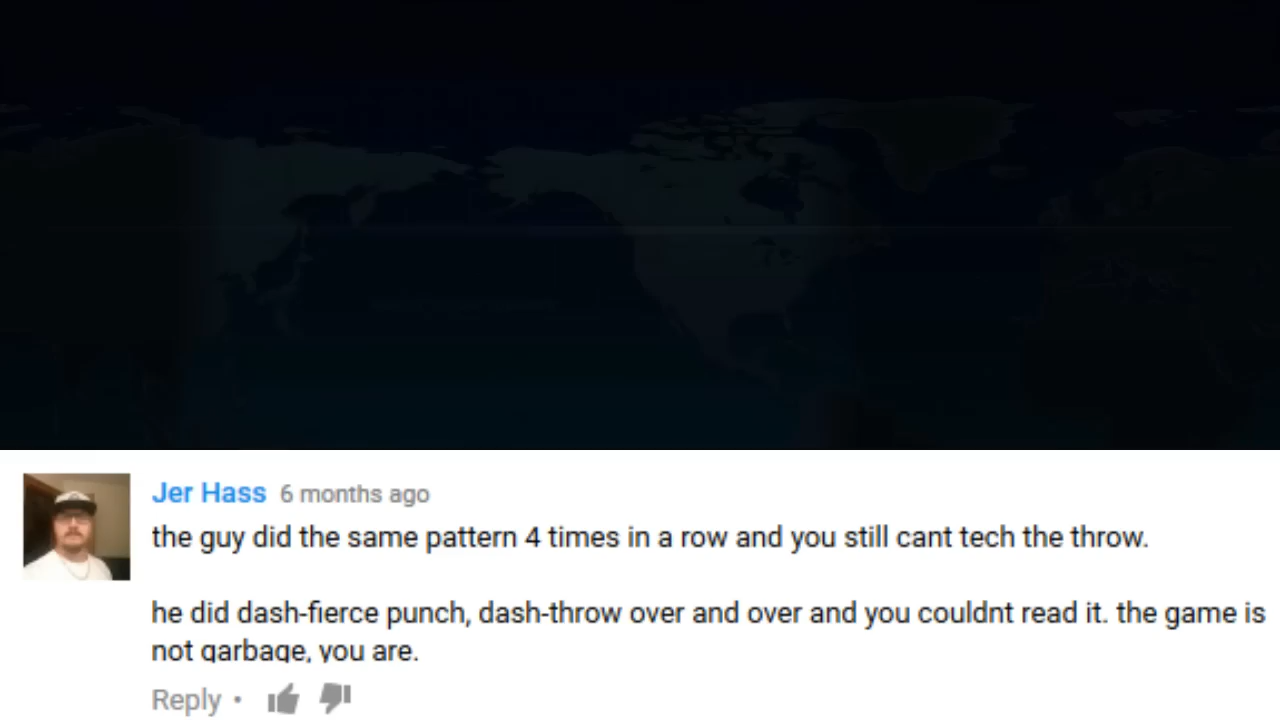 Jer Hass 6 months ago
the guy did the same pattern 4 times in a row and you still cant tech the throw.
he did dash-fierce punch, dash-throw over and over and you couldnt read it. the game is
not garbage, you are.
Reply •